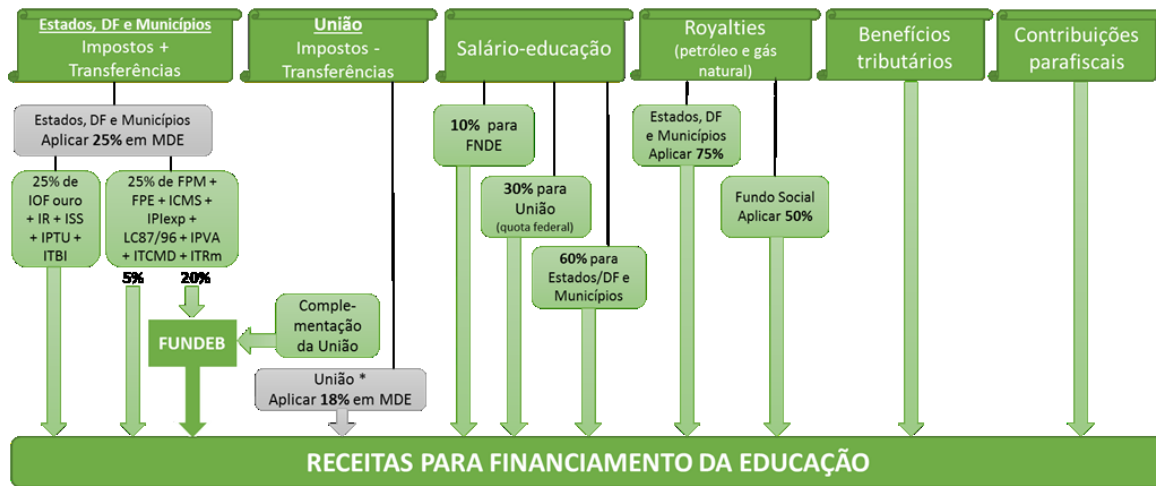 Estados, DF e Municípios
Impostos +
Transferências
União
Impostos -
Transferências
Salário-educação
Royalties
(petróleo e gás
natural)
Benefícios
tributários
Contribuições
parafiscais
Estados, DF e Municípios
Aplicar 25% em MDE
25% de
IOF ouro
+ IR + ISS
+ IPTU +
ITBI
25% de FPM +
FPE + ICMS +
IPIexp +
LC87/96 + IPVA
+ ITCMD + ITRm
5%
20%
FUNDEB
Comple-
mentação
da União
União *
Aplicar 18% em MDE
10% para
FNDE
30% para
União
(quota federal)
60% para
Estados/DF e
Municípios
Estados, DF
e Municípios
Aplicar 75%
Fundo Social
Aplicar 50%
RECEITAS PARA FINANCIAMENTO DA EDUCAÇÃO